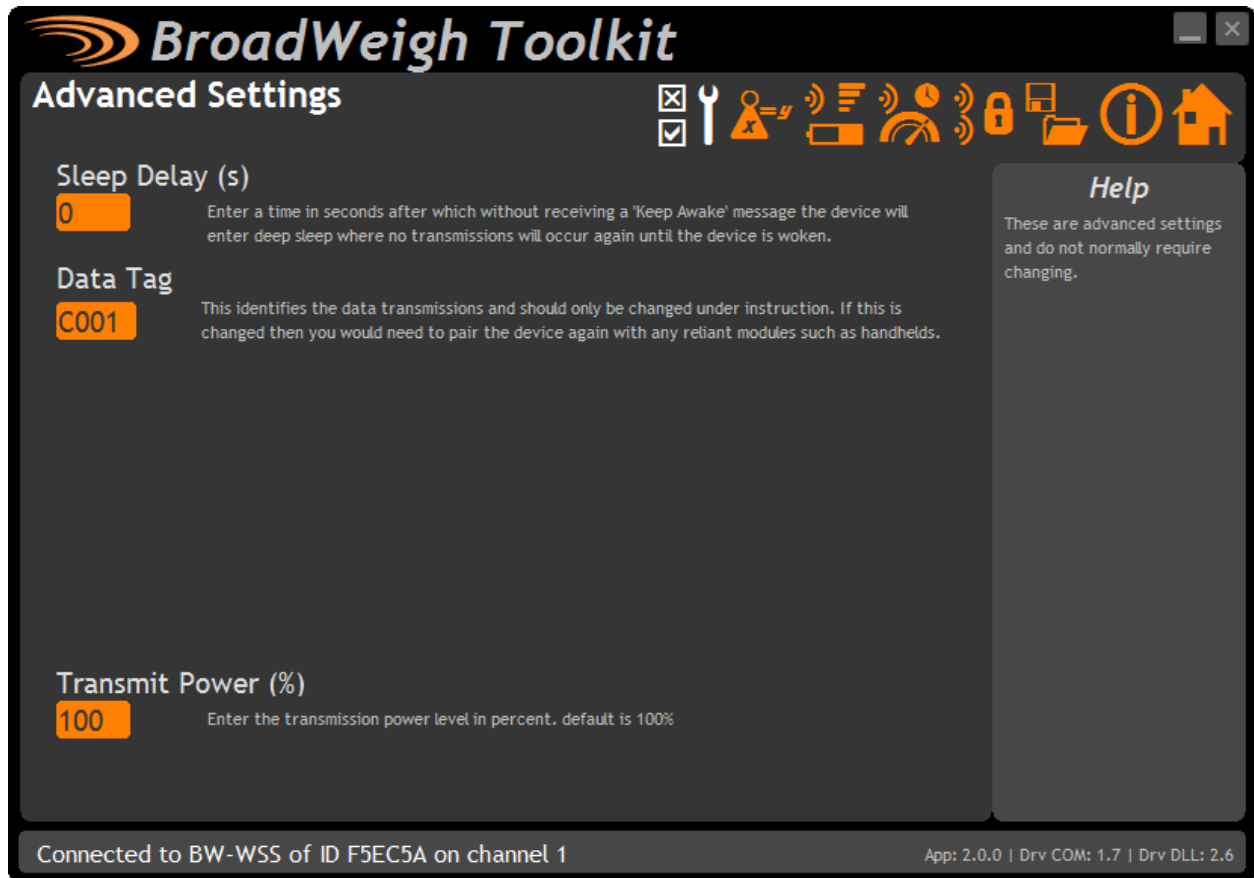 BroadWeigh Toolkit
Advanced Settings
x=y
Sleep Delay (s)
0
Enter a time in seconds after which without receiving a 'Keep Awake' message the device will
enter deep sleep where no transmissions will occur again until the device is woken.
Data Tag
C001
This identifies the data transmissions and should only be changed under instruction. If this is
changed then you would need to pair the device again with any reliant modules such as handhelds.
Transmit Power (%)
100
Enter the transmission power level in percent. default is 100%
Help
These are advanced settings
and do not normally require
changing.
Connected to BW-WSS of ID F5EC5A on channel 1
App: 2.0.0 | Drv COM: 1.7 | Drv DLL: 2.6